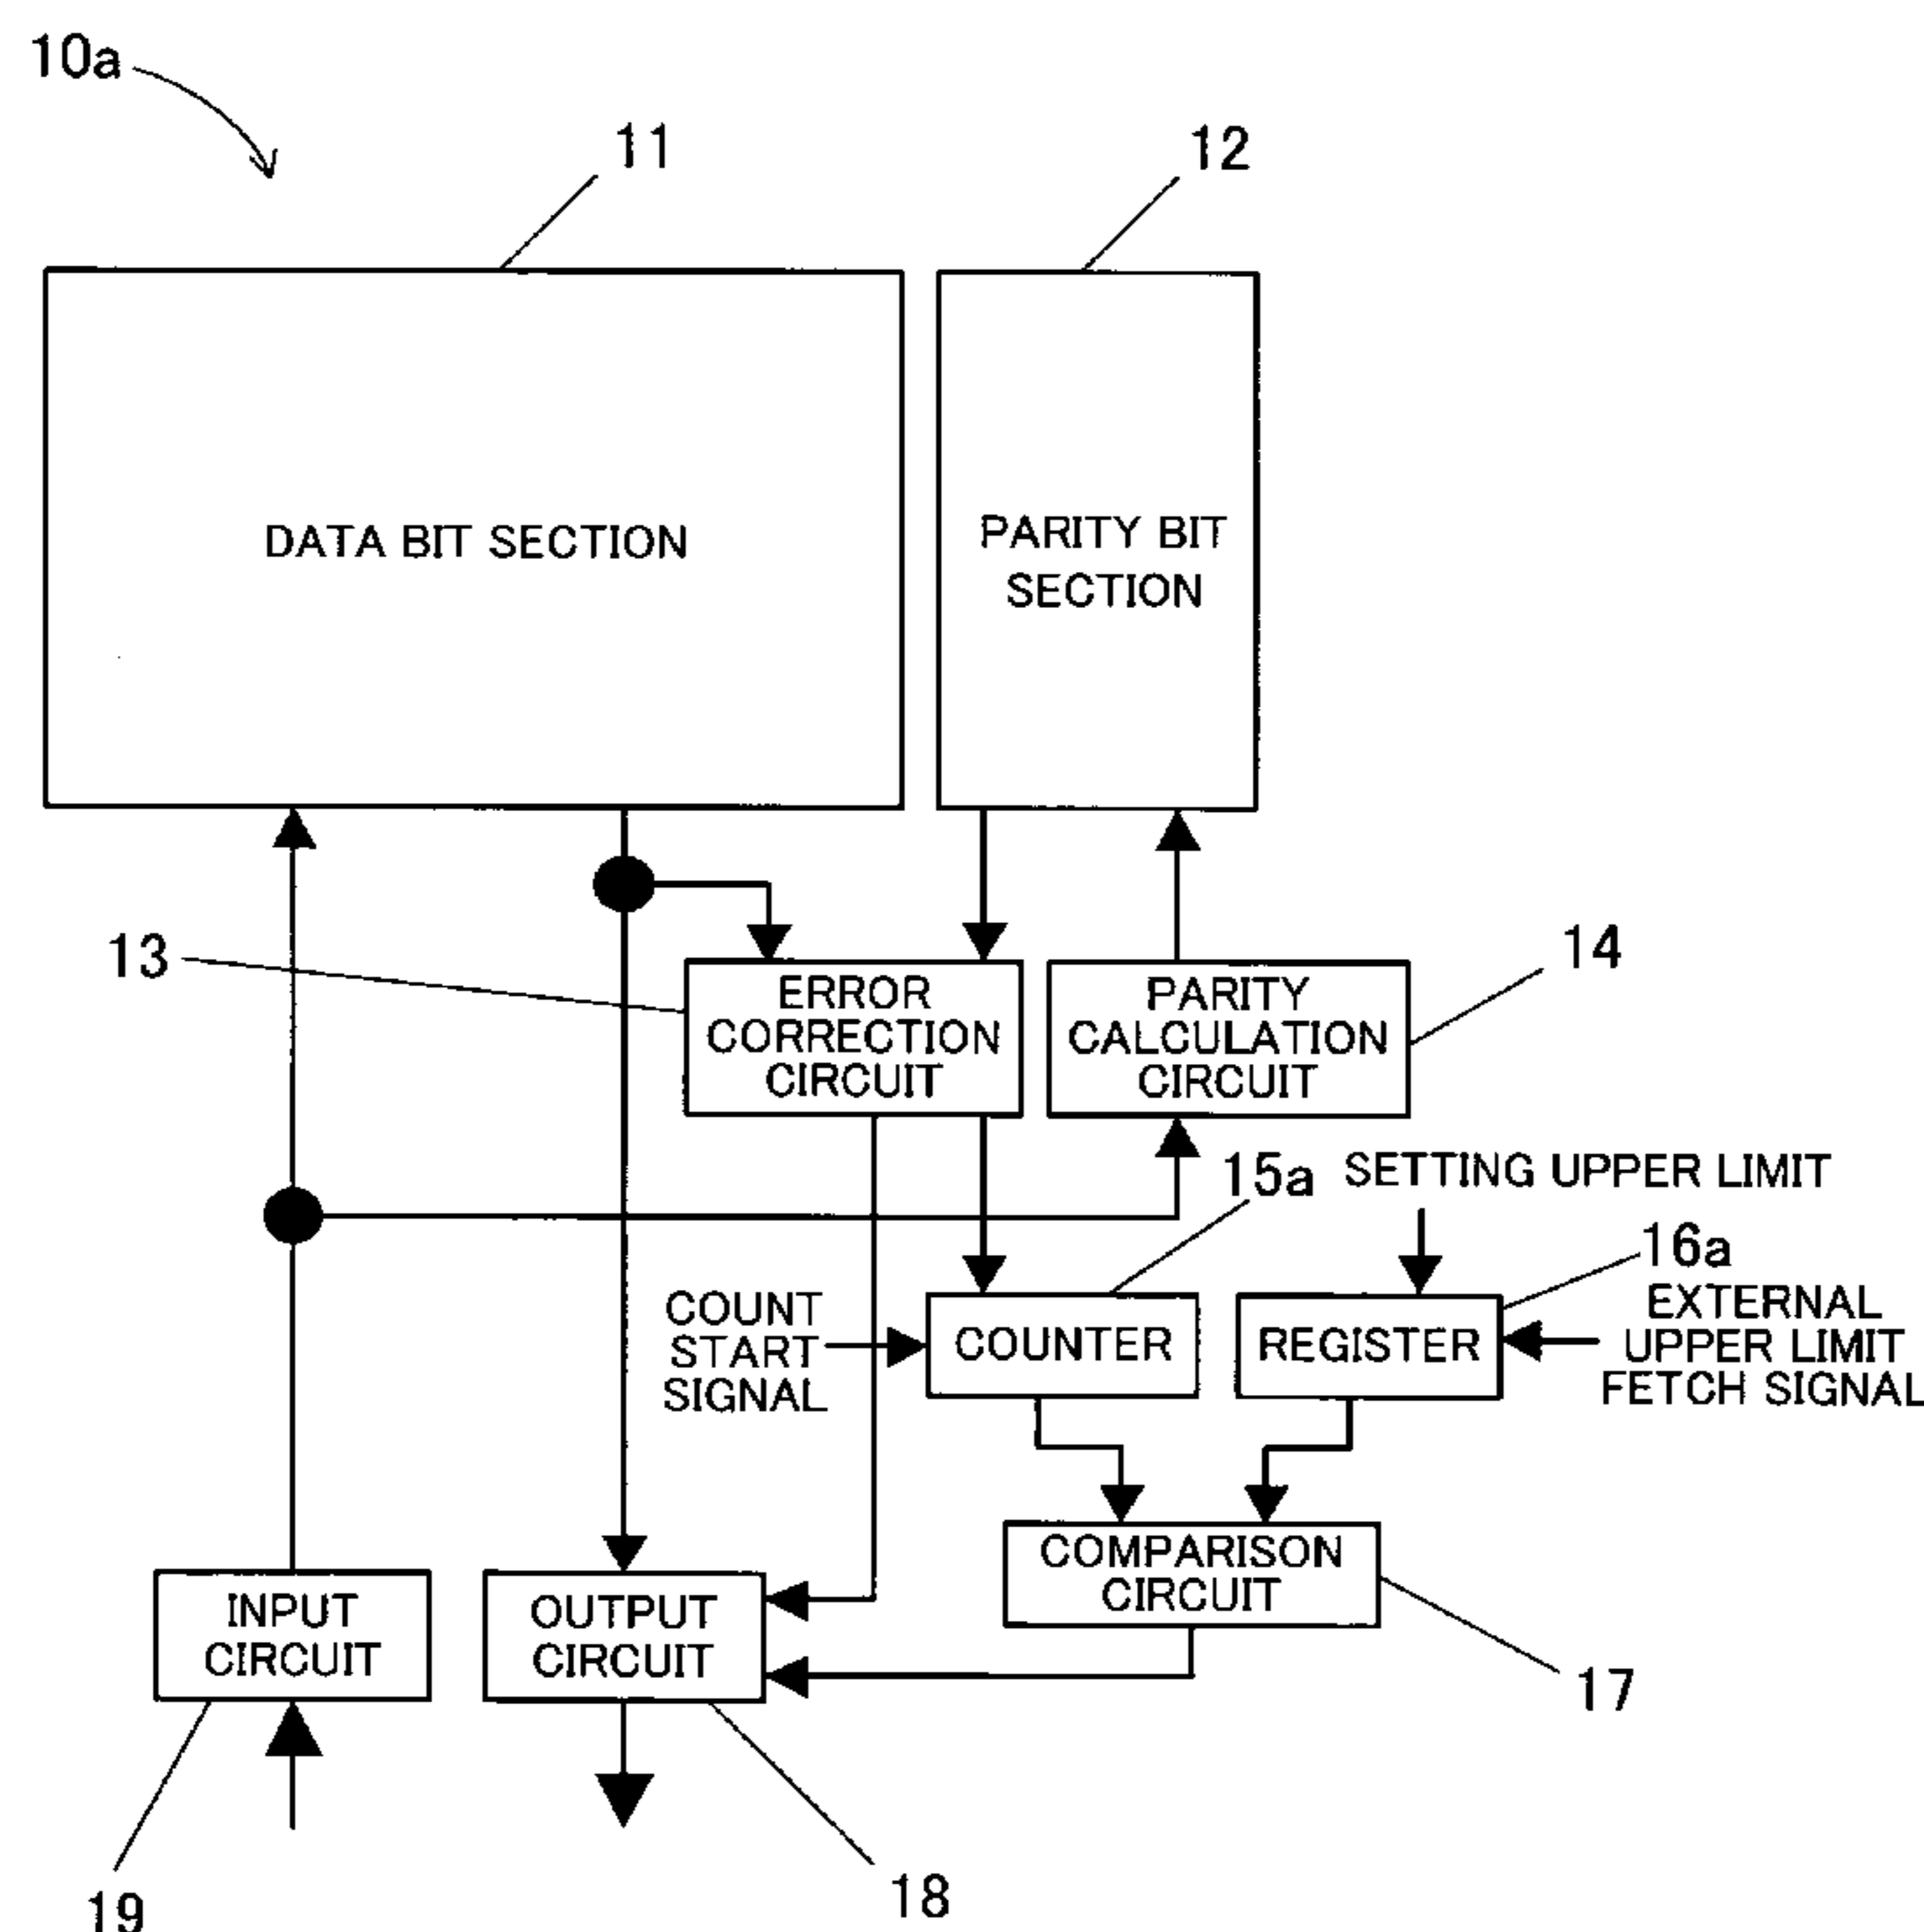 10a
11
12
DATA BIT SECTION
PARITY BIT
SECTION
13
ERROR
CORRECTION
CIRCUIT
PARITY
CALCULATION
CIRCUIT
14
15a
SETTING UPPER LIMIT
16a
COUNT
START
SIGNAL
COUNTER
REGISTER
EXTERNAL
UPPER LIMIT
FETCH SIGNAL
COMPARISON
CIRCUIT
INPUT
CIRCUIT
OUTPUT
CIRCUIT
17
18
19